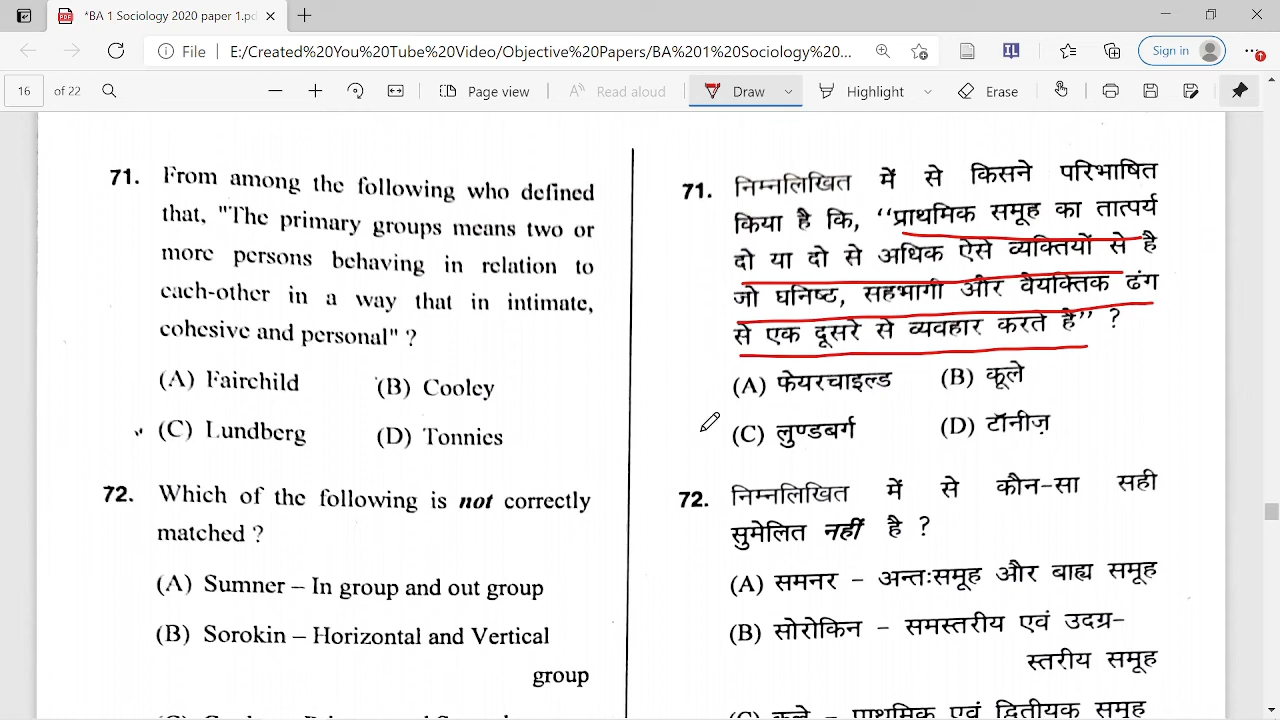 *BA 1 Sociology 2020 paper 1.pd
File
E:/Created%20You%20Tube%20Video/Objective%20Papers/BA%201%20Sociology%20...
Sign in
16 of 22
Page view
Read aloud
Draw
Highlight
Erase
71. From among the following who defined
that, "The primary groups means two or
more persons behaving in relation to
each-other in a way that in intimate,
cohesive and personal" ?
(A) Fairchild (B) Cooley
(C) Lundberg (D) Tonnies
72. Which of the following is not correctly
matched ?
(A) Sumner – In group and out group
(B) Sorokin – Horizontal and Vertical
group
71. निम्नलिखित में से किसने परिभाषित
किया है कि, ‘‘प्राथमिक समूह का तात्पर्य
दो या दो से अधिक ऐसे व्यक्तियों से है
जो घनिष्ट, सहभागी और वैयक्तिक ढंग
से एक दूसरे से व्यवहार करते हैं’’ ?
(A) फेयरचाइल्ड (B) कूले
(C) लुण्डबर्ग (D) टॉनीज़
72. निम्नलिखित में से कौन-सा सही
सुमेलित नहीं है ?
(A) समनर – अन्तःसमूह और बाह्य समूह
(B) सोरोकिन – समस्तरीय एवं उदग्र-
स्तरीय समूह
(C) कूले – प्राथमिक एवं द्वितीयक समूह